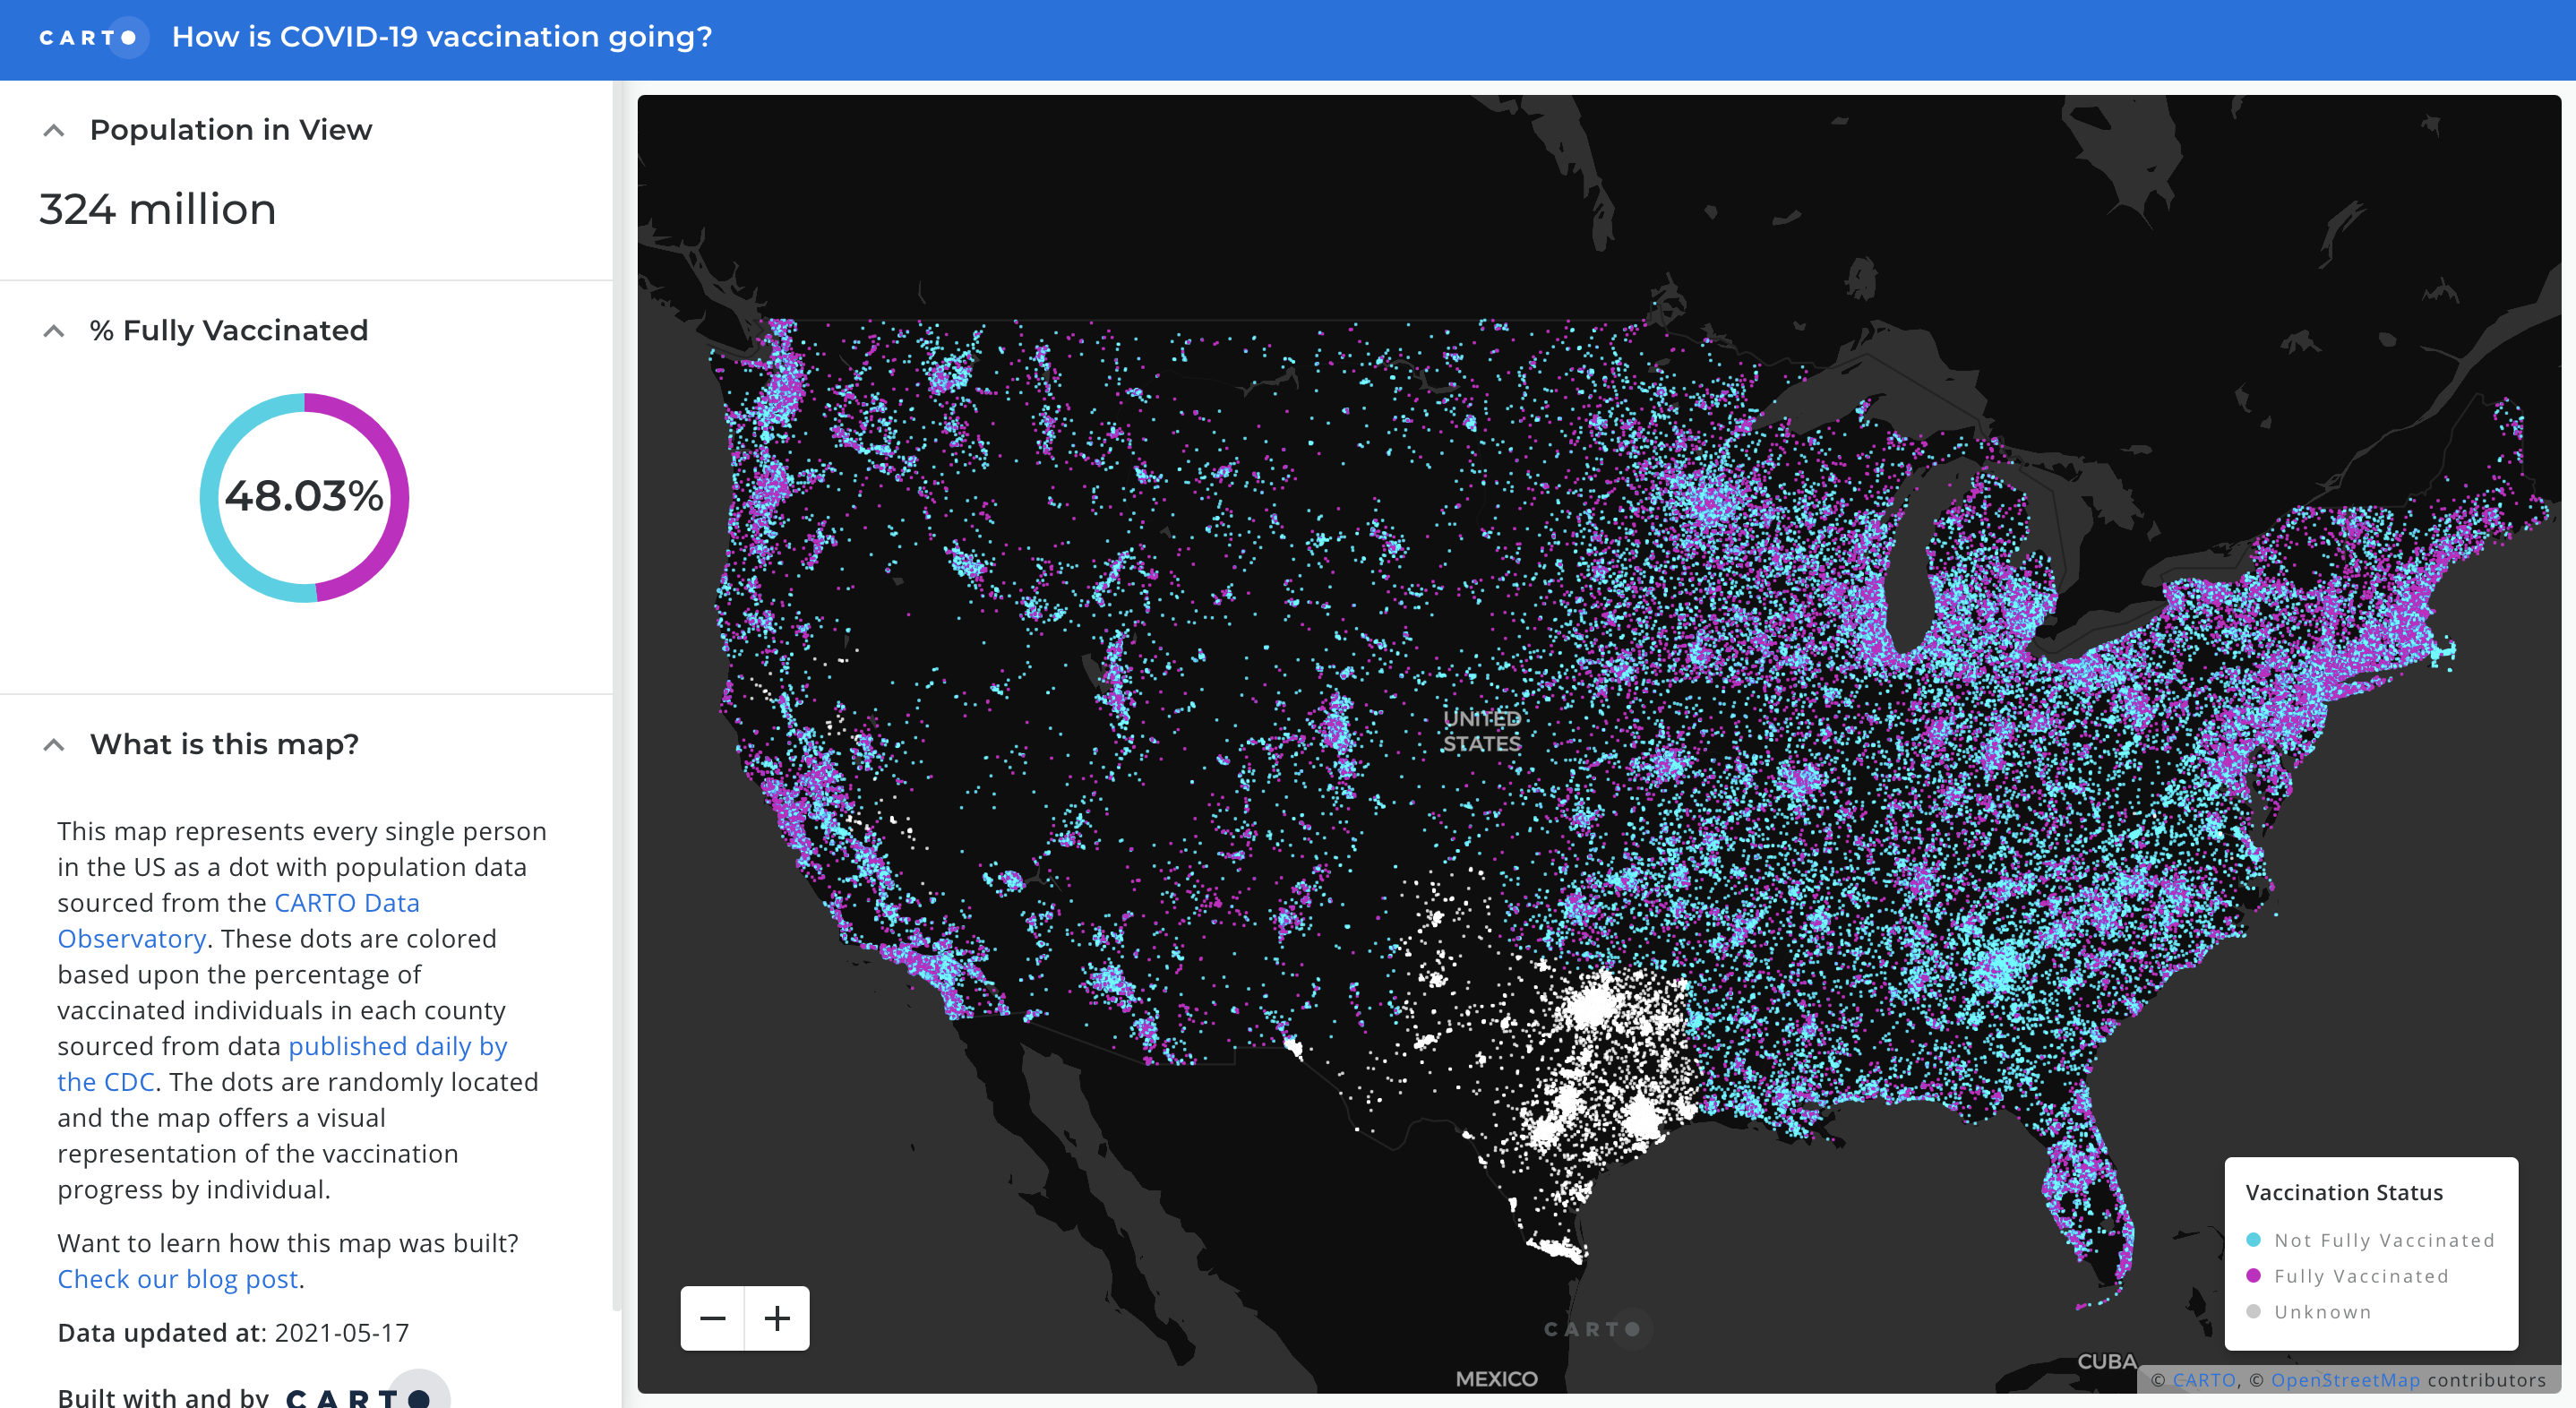 CARTO How is COVID-19 vaccination going?
Population in View
324 million
% Fully Vaccinated
48.03%
What is this map?
This map represents every single person
in the US as a dot with population data
sourced from the CARTO Data
Observatory. These dots are colored
based upon the percentage of
vaccinated individuals in each county
sourced from data published daily by
the CDC. The dots are randomly located
and the map offers a visual
representation of the vaccination
progress by individual.
Want to learn how this map was built?
Check our blog post.
Data updated at: 2021-05-17
Built with and by CARTO
UNITED
STATES
Vaccination Status
Not Fully Vaccinated
Fully Vaccinated
Unknown
CARTO
MEXICO
CUBA
© CARTO, © OpenStreetMap contributors